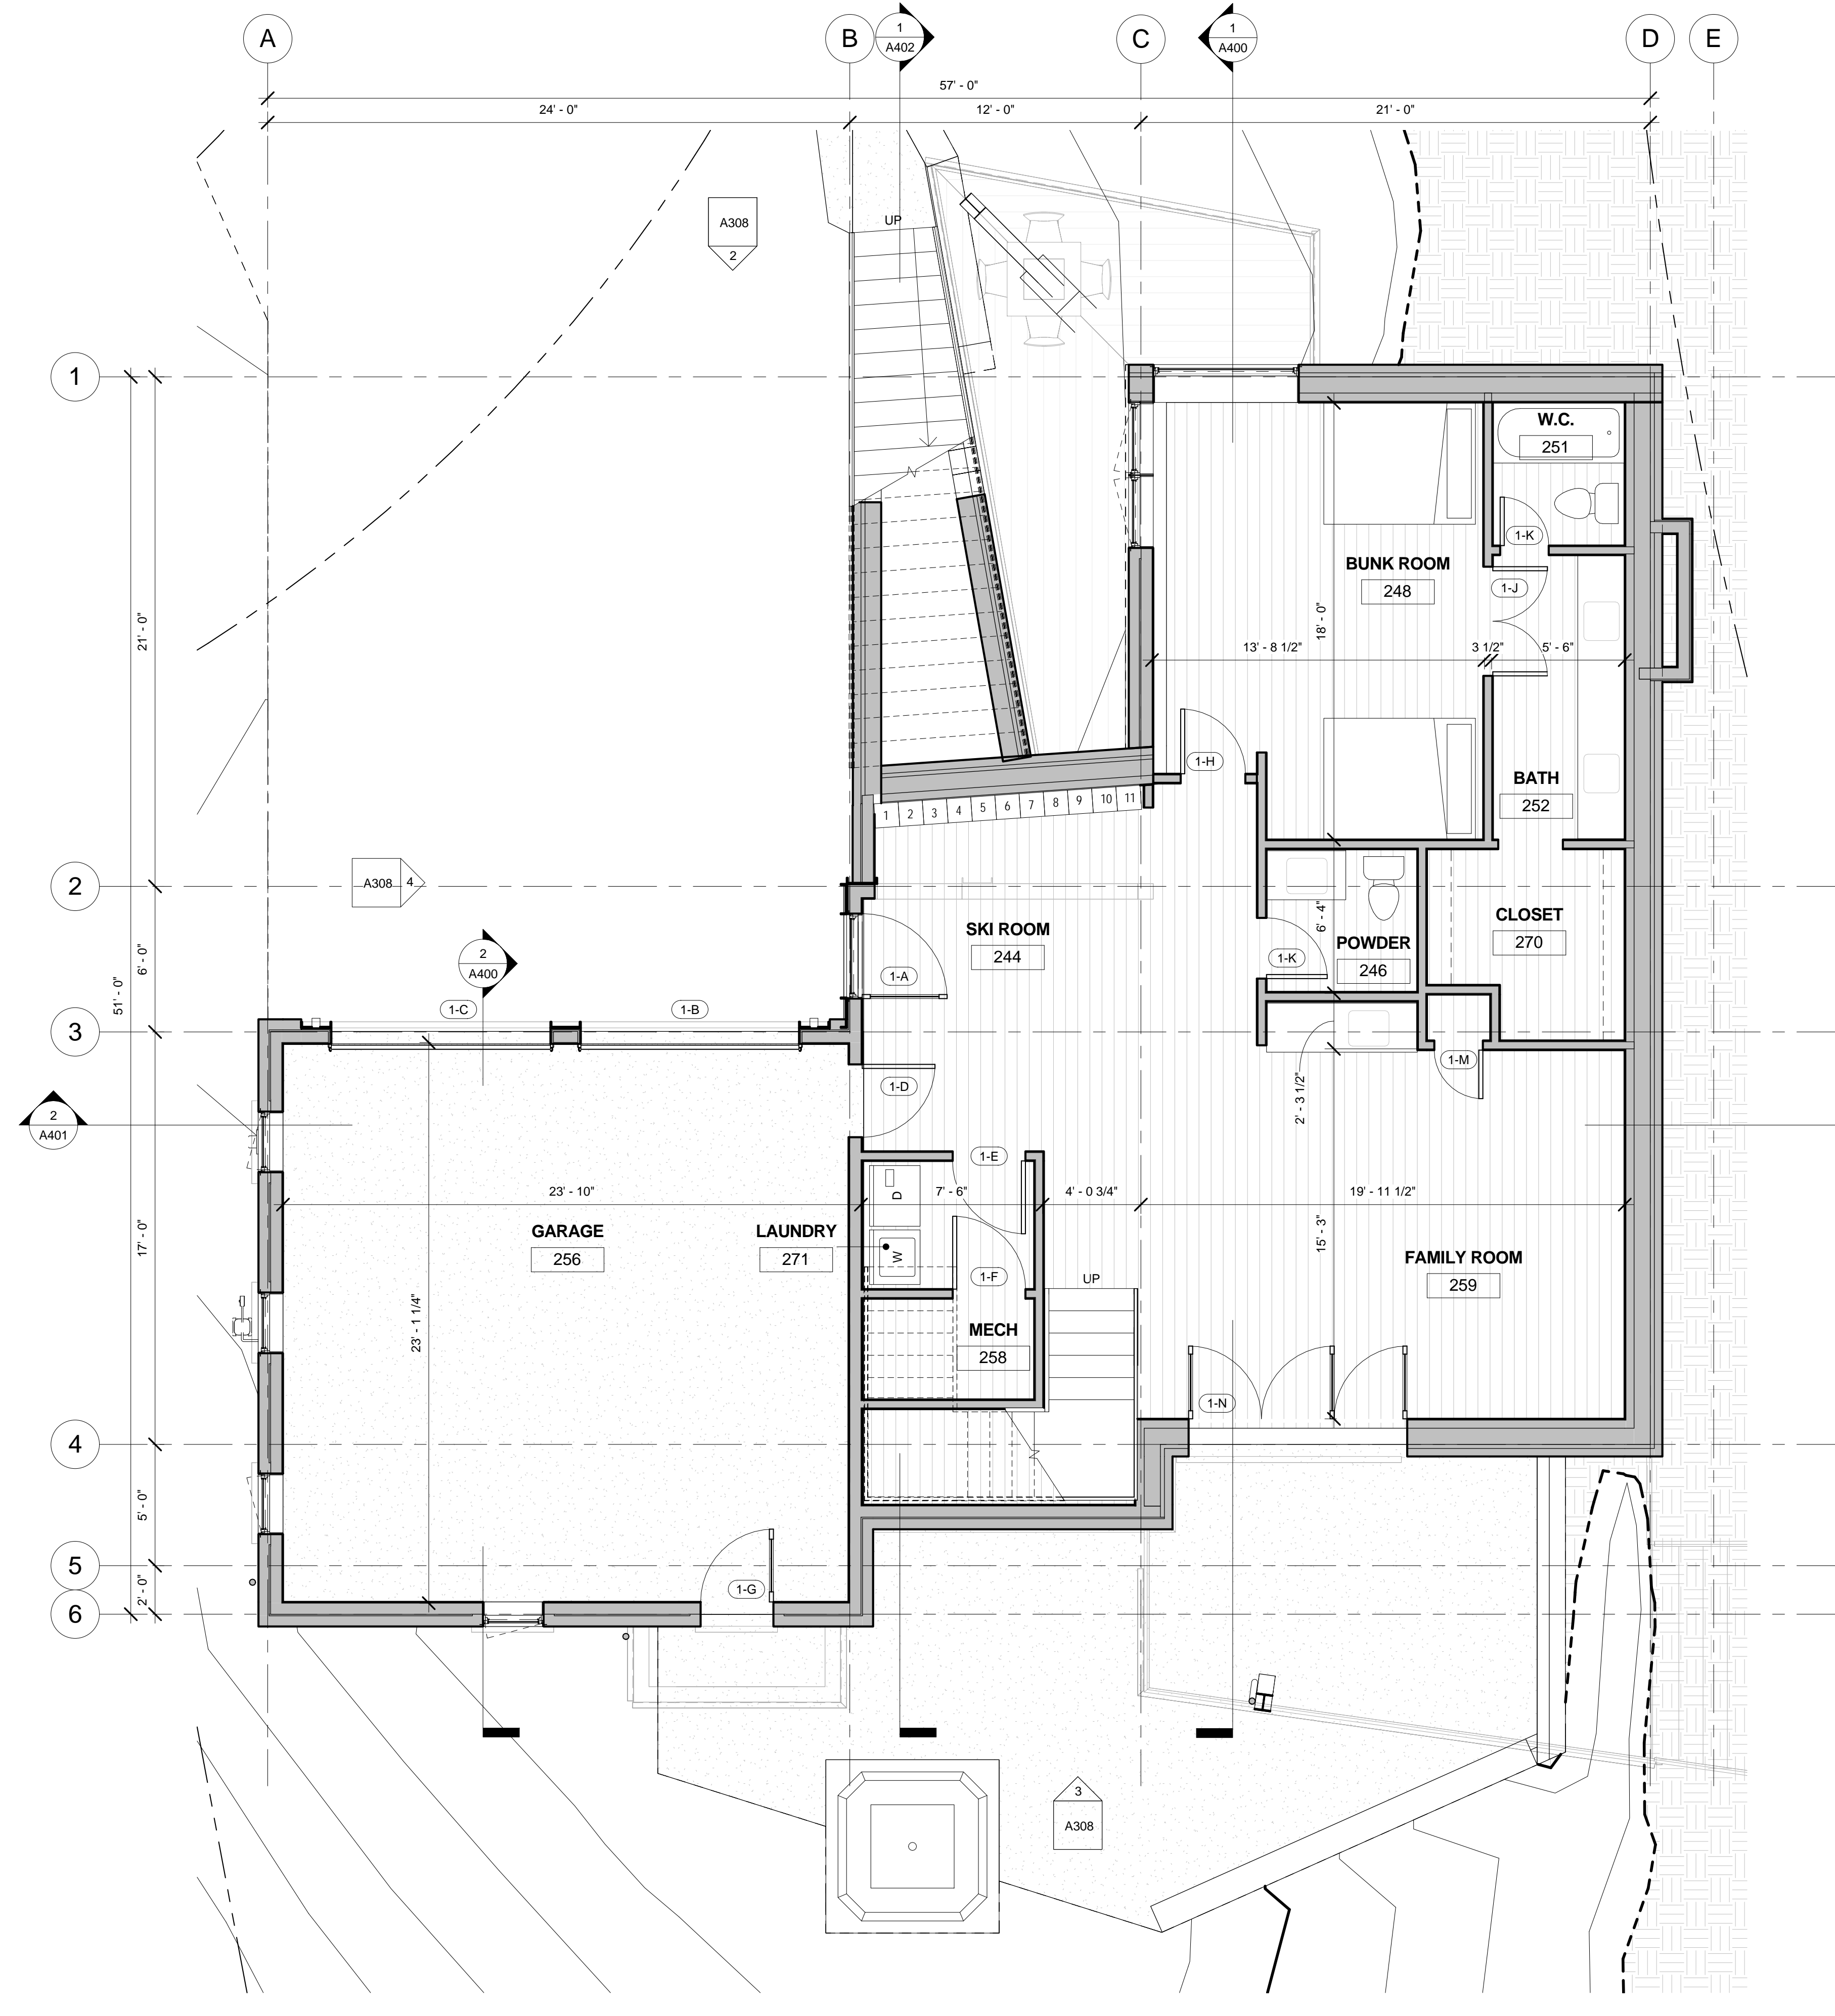 A
B
1
A402
C
1
A400
D
E
57' - 0"
24' - 0"
12' - 0"
21' - 0"
UP
A308
2
1
W.C.
251
1-K
BUNK ROOM
248
1-J
18' - 0"
21' - 0"
13' - 8 1/2"
3 1/2"
5' - 6"
1-H
BATH
252
1 2 3 4 5 6 7 8 9 10 11
2
A308
4
SKI ROOM
244
6' - 4"
CLOSET
270
POWDER
246
1-K
2
A400
1-A
6' - 0"
51' - 0"
1-C
1-B
3
1-M
1-D
2' - 3 1/2"
2
A401
1-E
D
23' - 10"
7' - 6"
4' - 0 3/4"
19' - 11 1/2"
GARAGE
256
LAUNDRY
271
W
17' - 0"
15' - 3"
FAMILY ROOM
259
1-F
UP
23' - 1 1/4"
MECH
258
1-N
4
5' - 0"
5
1-G
2' - 0"
6
3
A308